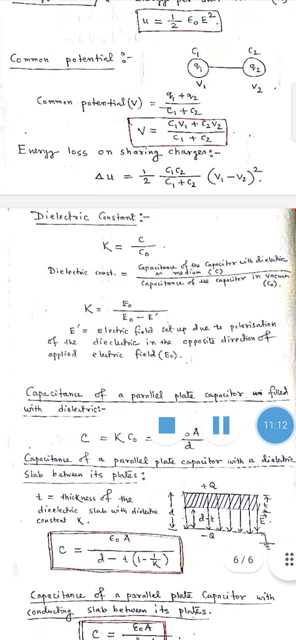 u = 1/2 ε₀E²
Common potential :-
C₁ C₂
q₁ q₂
V₁ V₂
Common potential (V) = q₁ + q₂ / C₁ + C₂
V = C₁V₁ + C₂V₂ / C₁ + C₂
Energy loss on sharing charges:-
Δu = 1/2 C₁C₂ / C₁+C₂ (V₁ - V₂)².
Dielectric Constant:-
K = C / C₀
Dielectric const. = Capacitance of the Capacitor with dielectric as medium (C) / Capacitance of the capacitor in vacuum (C₀).
K = E₀ / E₀ - E'
E' = electric field set up due to polarisation
of the dielectric in the opposite direction of
applied electric field (E₀).
Capacitance of a parallel plate capacitor filled
with dielectric:-
C = KC₀ = ₀A / d
11:12
Capacitance of a parallel plate capacitor with a dielectric
slab between its plates:
t = thickness of the
dielectric slab with dielectric
constant K.
+Q
d d-t t
-Q
C = ε₀A / d - t (1 - 1/K)
6/6
Capacitance of a parallel plate Capacitor with
conducting slab between its plates.
C = ε₀A